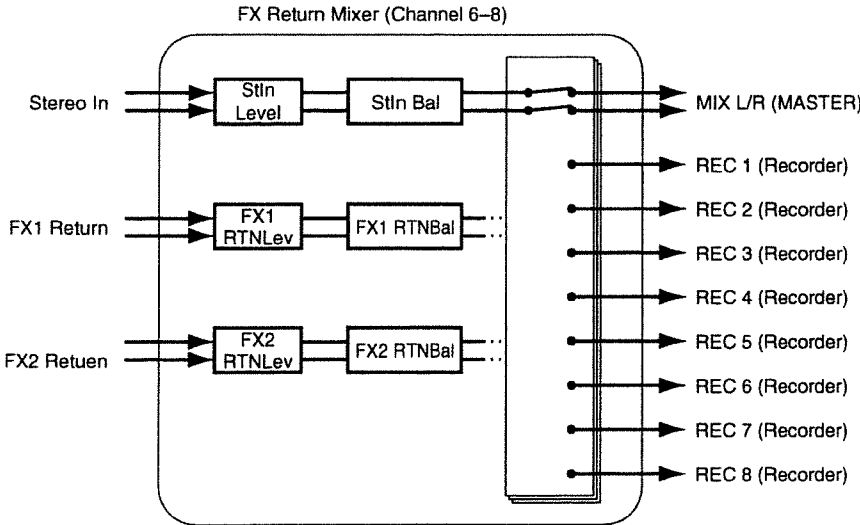 FX Return Mixer (Channel 6–8)
Stereo In
StIn
Level
StIn Bal
MIX L/R (MASTER)
REC 1 (Recorder)
FX1 Return
FX1
RTNLev
FX1 RTNBal
REC 2 (Recorder)
REC 3 (Recorder)
REC 4 (Recorder)
FX2 Retuen
FX2
RTNLev
FX2 RTNBal
REC 5 (Recorder)
REC 6 (Recorder)
REC 7 (Recorder)
REC 8 (Recorder)